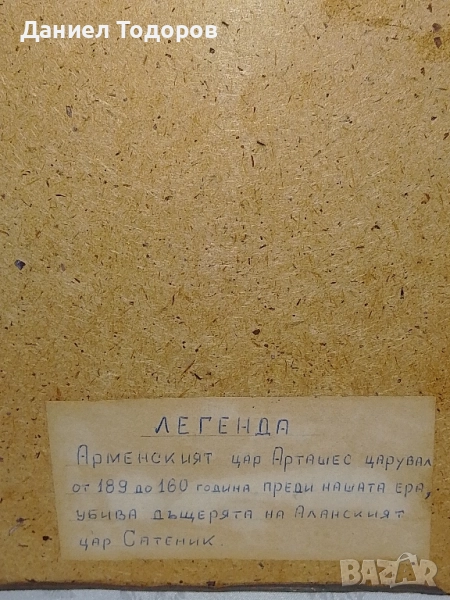 Даниел Тодоров
ЛЕГЕНДА
Арменският цар Арташес царувал
от 189 до 160 година преди нашата ера,
убива дъщерята на Аланският
цар Сатеник.
BAZAR